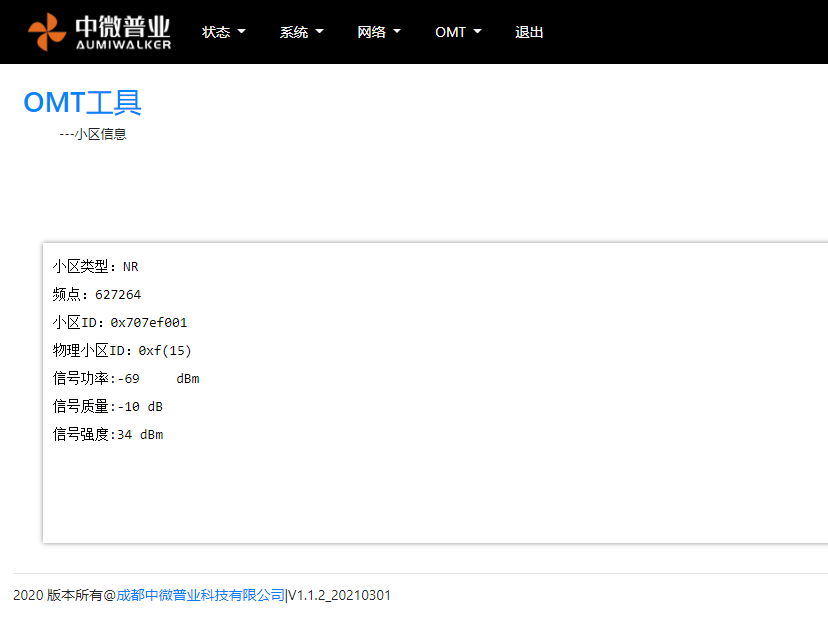 中微普业
AUMIWALKER
状态 系统 网络 OMT 退出
OMT工具
---小区信息
小区类型: NR
频点: 627264
小区ID: 0x707ef001
物理小区ID: 0xf(15)
信号功率:-69 dBm
信号质量:-10 dB
信号强度:34 dBm
2020 版本所有@成都中微普业科技有限公司|V1.1.2_20210301